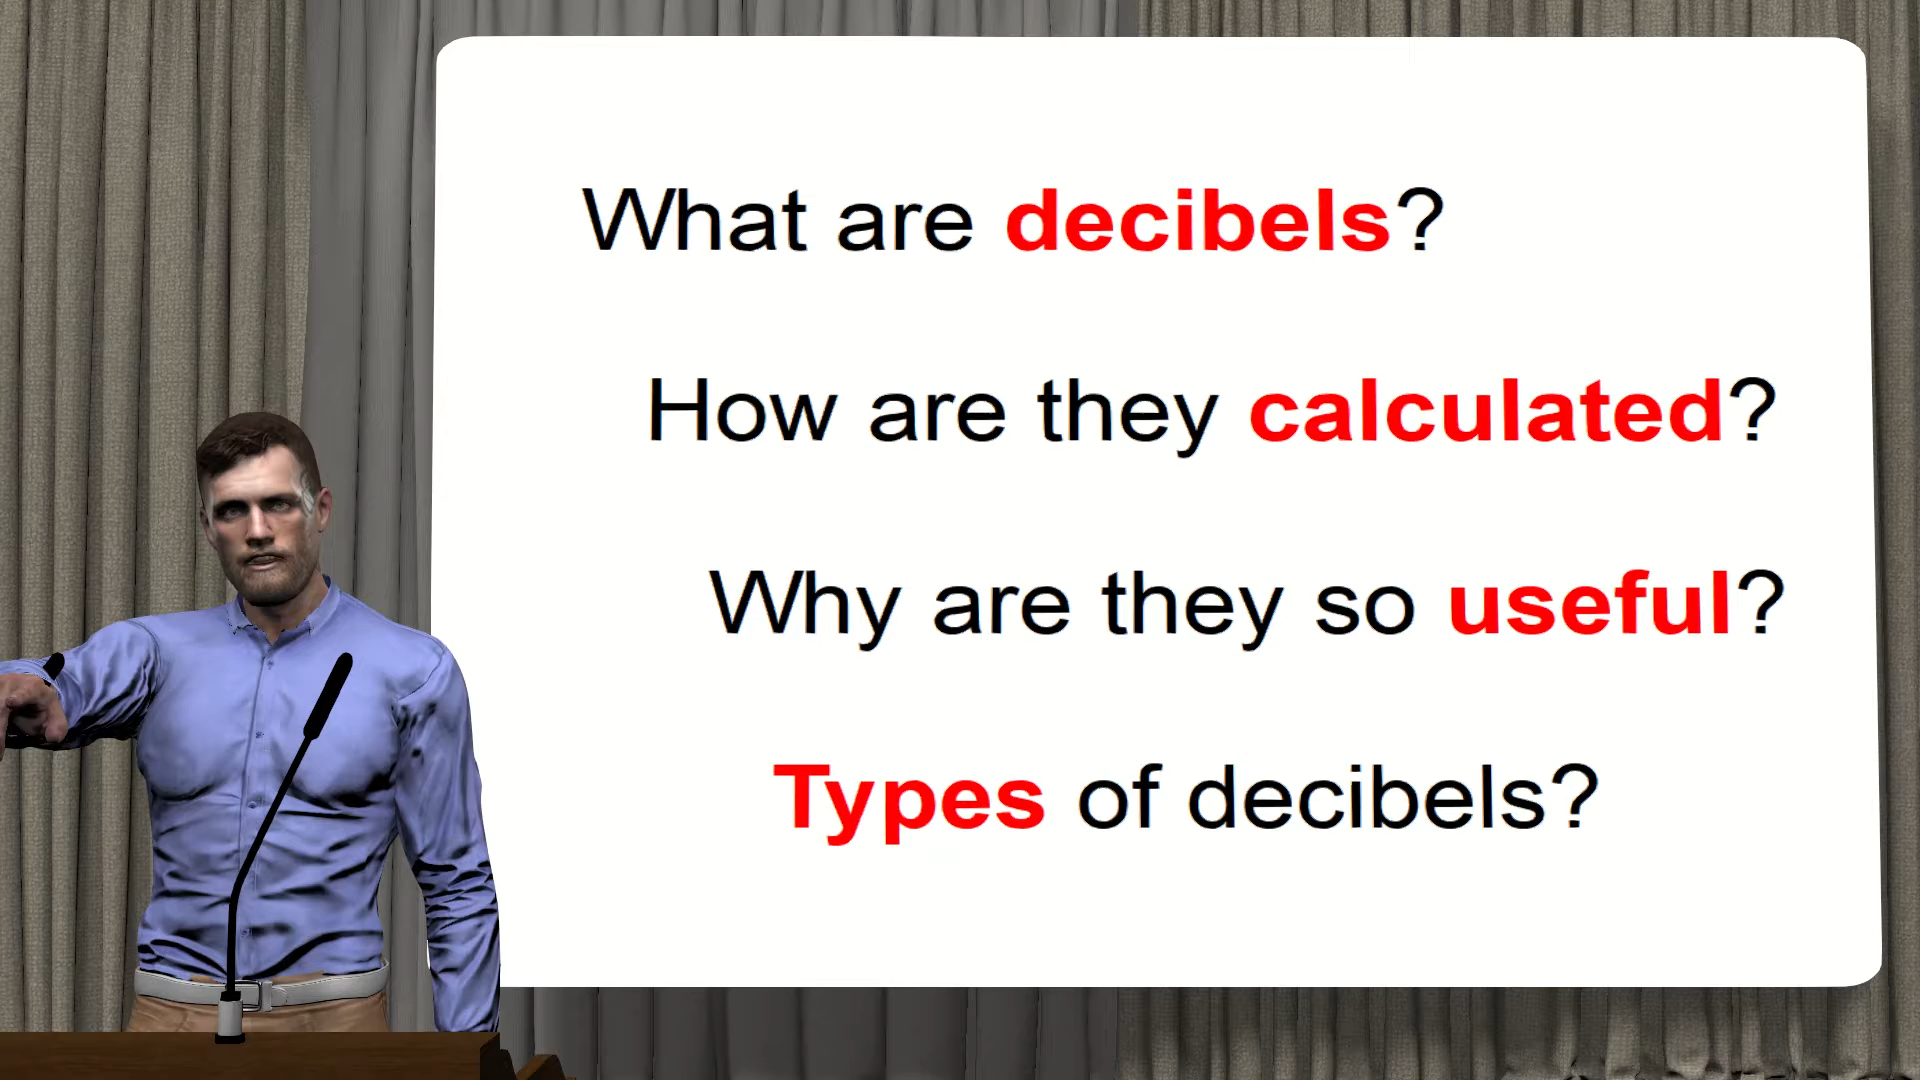 What are decibels?
How are they calculated?
Why are they so useful?
Types of decibels?